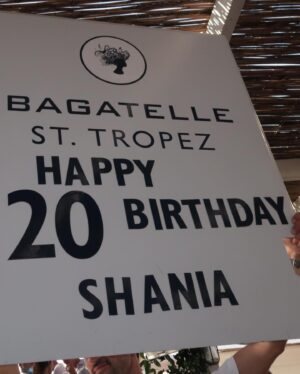 BAGATELLE
ST. TROPEZ
HAPPY
20 BIRTHDAY
SHANIA